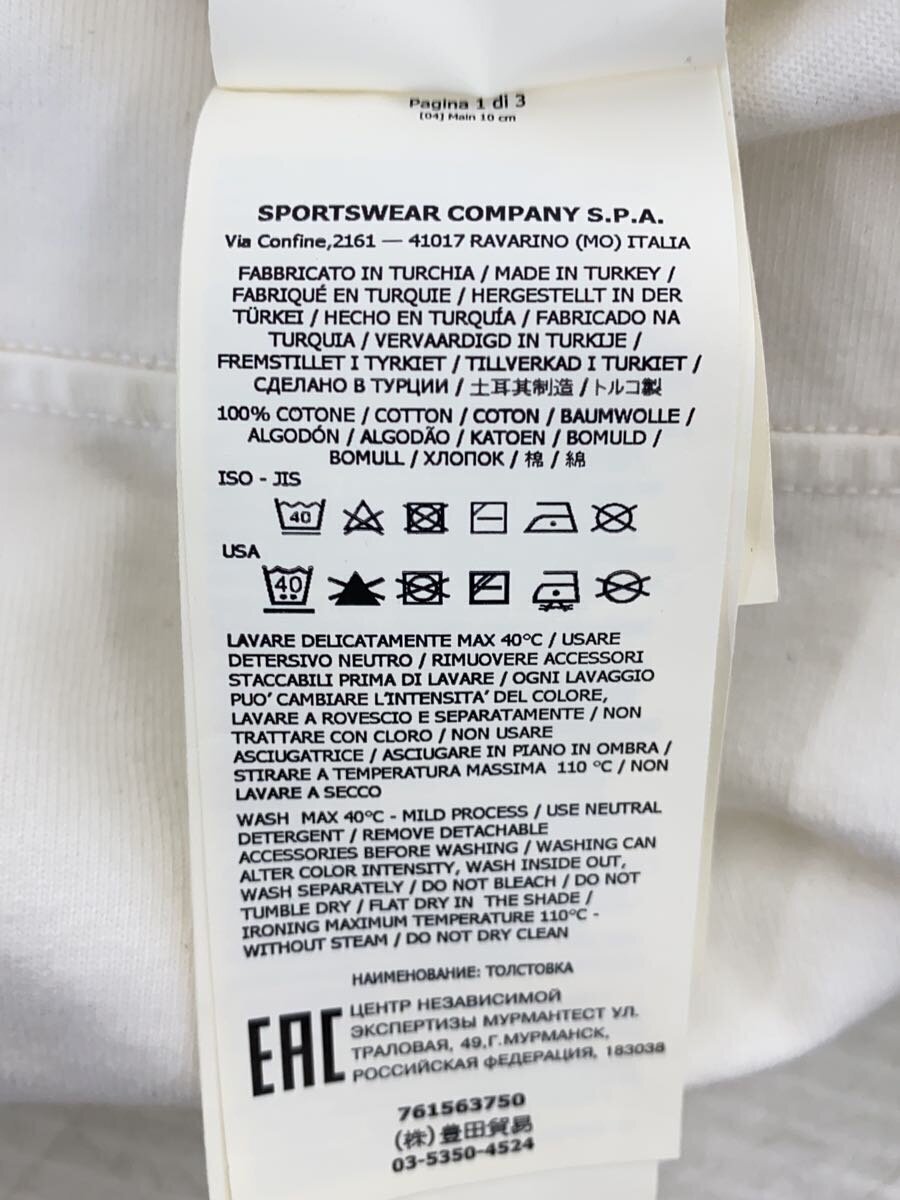 Pagina 1 di 3
[04] Main 10 cm
SPORTSWEAR COMPANY S.P.A.
Via Confine,2161 — 41017 RAVARINO (MO) ITALIA
FABBRICATO IN TURCHIA / MADE IN TURKEY /
FABRIQUÉ EN TURQUIE / HERGESTELLT IN DER
TÜRKEI / HECHO EN TURQUÍA / FABRICADO NA
TURQUIA / VERVAARDIGD IN TURKIJE /
FREMSTILLET I TYRKIET / TILLVERKAD I TURKIET /
СДЕЛАНО В ТУРЦИИ / 土耳其制造 / トルコ製
100% COTONE / COTTON / COTON / BAUMWOLLE /
ALGODÓN / ALGODÃO / KATOEN / BOMULD /
BOMULL / ХЛОПОК / 棉 / 綿
ISO - JIS
40
USA
40
LAVARE DELICATAMENTE MAX 40°C / USARE
DETERSIVO NEUTRO / RIMUOVERE ACCESSORI
STACCABILI PRIMA DI LAVARE / OGNI LAVAGGIO
PUO' CAMBIARE L'INTENSITA' DEL COLORE,
LAVARE A ROVESCIO E SEPARATAMENTE / NON
TRATTARE CON CLORO / NON USARE
ASCIUGATRICE / ASCIUGARE IN PIANO IN OMBRA /
STIRARE A TEMPERATURA MASSIMA 110 °C / NON
LAVARE A SECCO
WASH MAX 40°C - MILD PROCESS / USE NEUTRAL
DETERGENT / REMOVE DETACHABLE
ACCESSORIES BEFORE WASHING / WASHING CAN
ALTER COLOR INTENSITY, WASH INSIDE OUT,
WASH SEPARATELY / DO NOT BLEACH / DO NOT
TUMBLE DRY / FLAT DRY IN THE SHADE /
IRONING MAXIMUM TEMPERATURE 110°C -
WITHOUT STEAM / DO NOT DRY CLEAN
НАИМЕНОВАНИЕ: ТОЛСТОВКА
EAC
ЦЕНТР НЕЗАВИСИМОЙ
ЭКСПЕРТИЗЫ МУРМАНТЕСТ УЛ.
ТРАЛОВАЯ, 49,Г.МУРМАНСК,
РОССИЙСКАЯ ФЕДЕРАЦИЯ, 183038
761563750
(株)豊田貿易
03-5350-4524